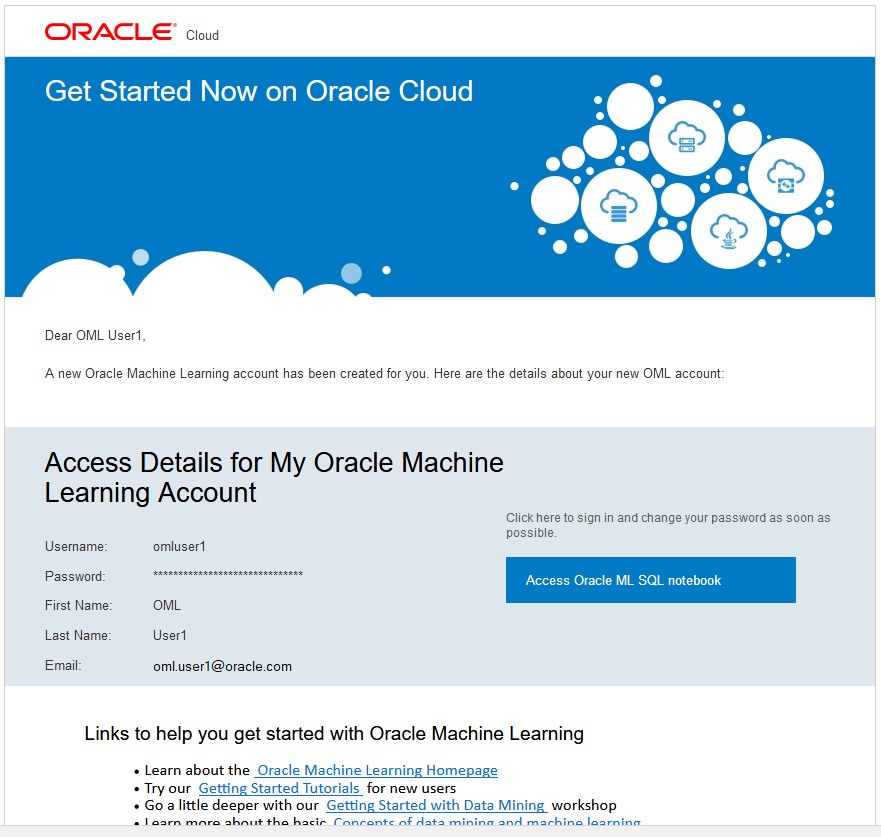 ORACLE Cloud
Get Started Now on Oracle Cloud
Dear OML User1,
A new Oracle Machine Learning account has been created for you. Here are the details about your new OML account:
Access Details for My Oracle Machine
Learning Account
Click here to sign in and change your password as soon as
possible.
Username: omluser1
Password: ******************************
First Name: OML
Last Name: User1
Email: oml.user1@oracle.com
Access Oracle ML SQL notebook
Links to help you get started with Oracle Machine Learning
• Learn about the Oracle Machine Learning Homepage
• Try our Getting Started Tutorials for new users
• Go a little deeper with our Getting Started with Data Mining workshop
• Learn more about the basic Concepts of data mining and machine learning